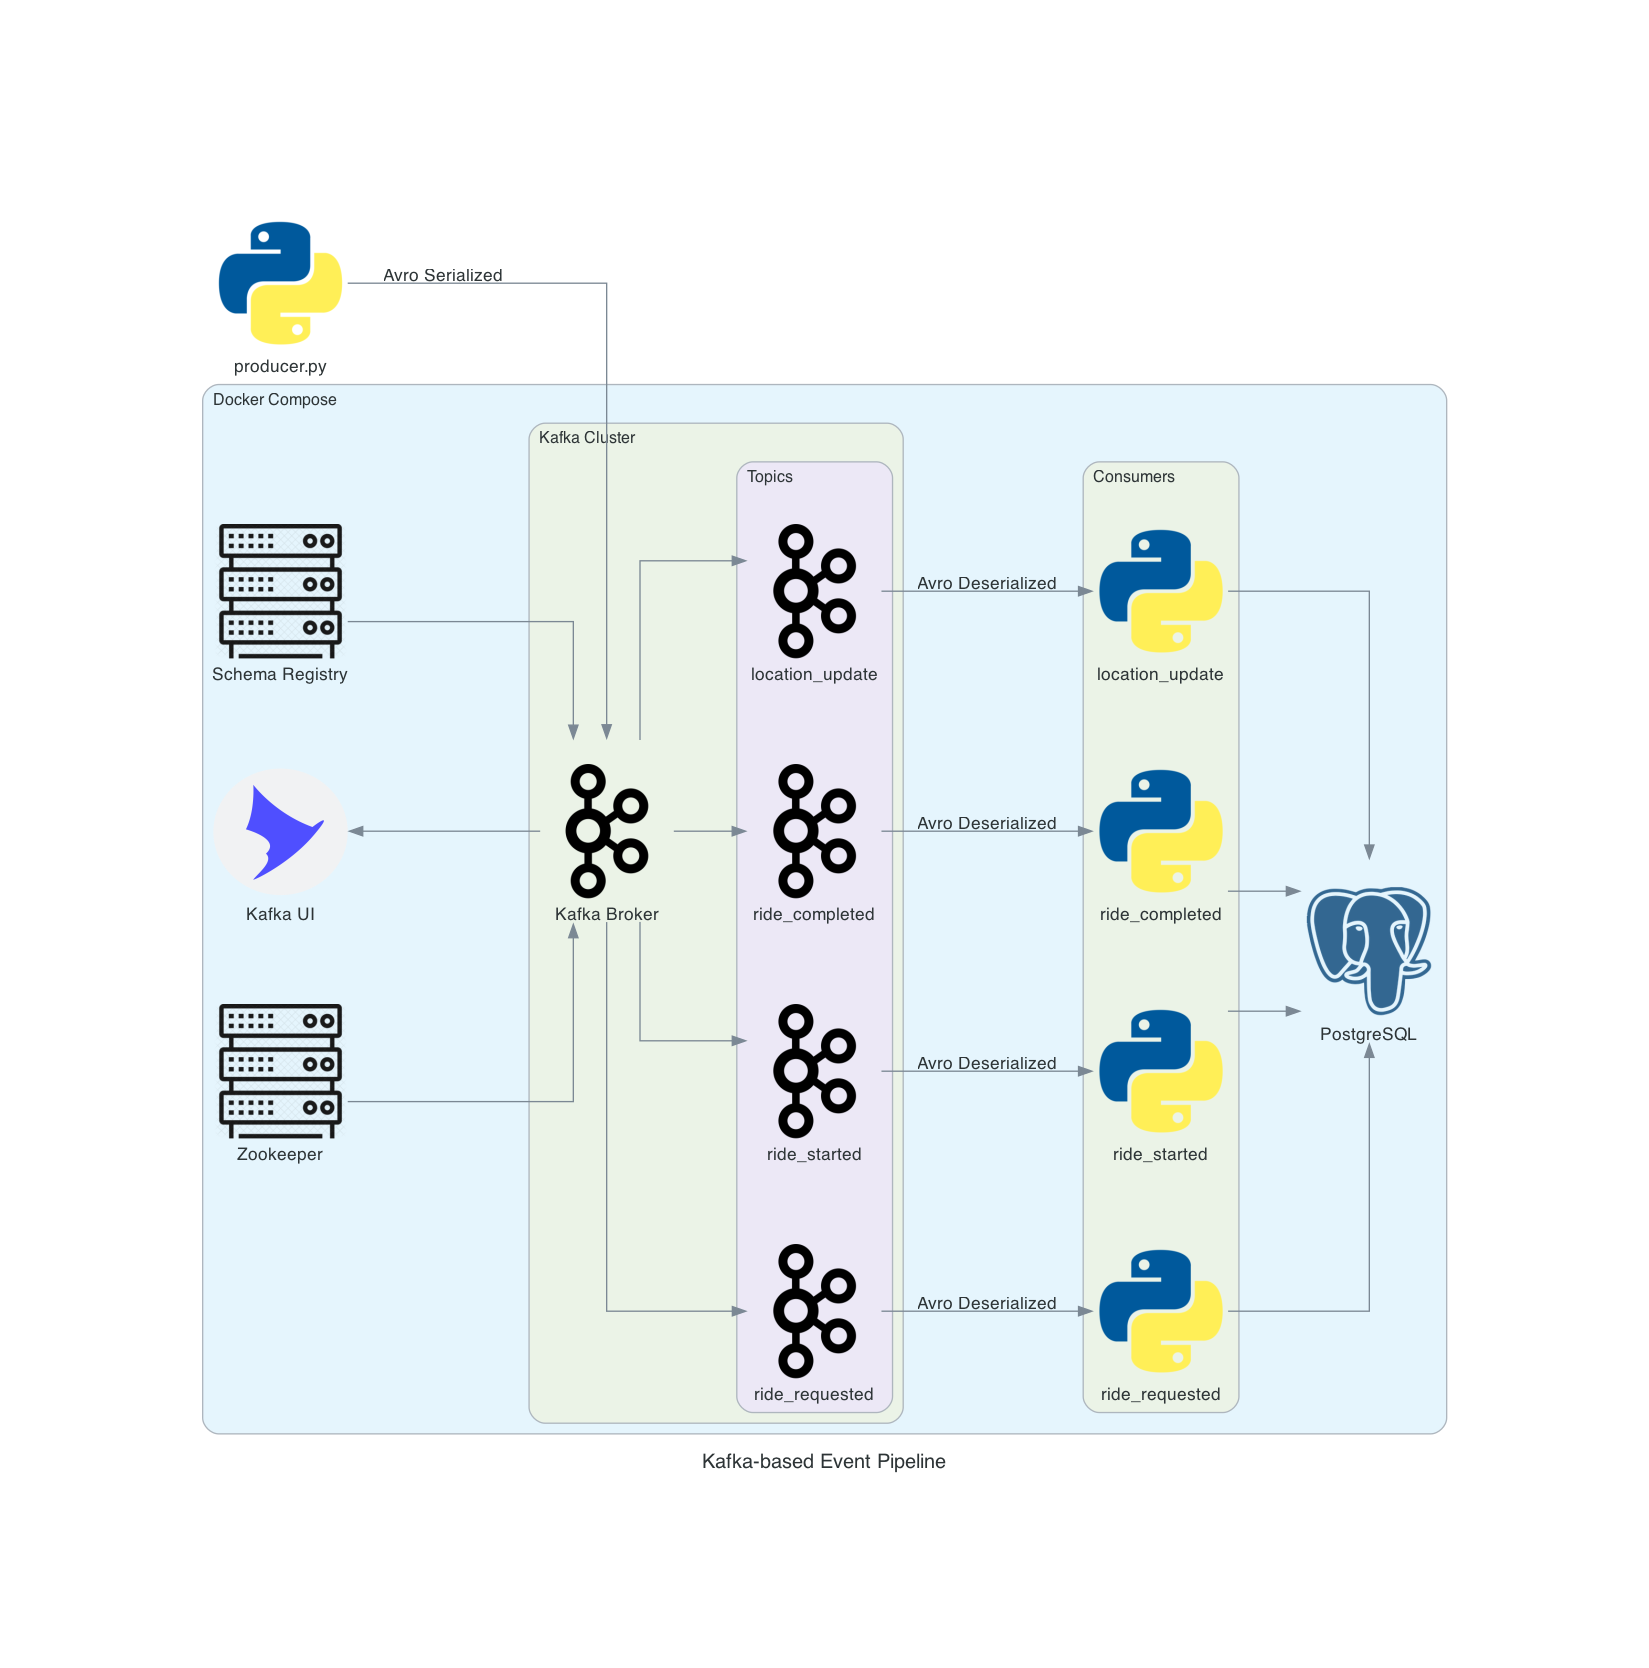 Avro Serialized
producer.py
Docker Compose
Kafka Cluster
Topics
Consumers
Avro Deserialized
Schema Registry
location_update
location_update
Avro Deserialized
Kafka UI
Kafka Broker
ride_completed
ride_completed
PostgreSQL
Avro Deserialized
Zookeeper
ride_started
ride_started
Avro Deserialized
ride_requested
ride_requested
Kafka-based Event Pipeline